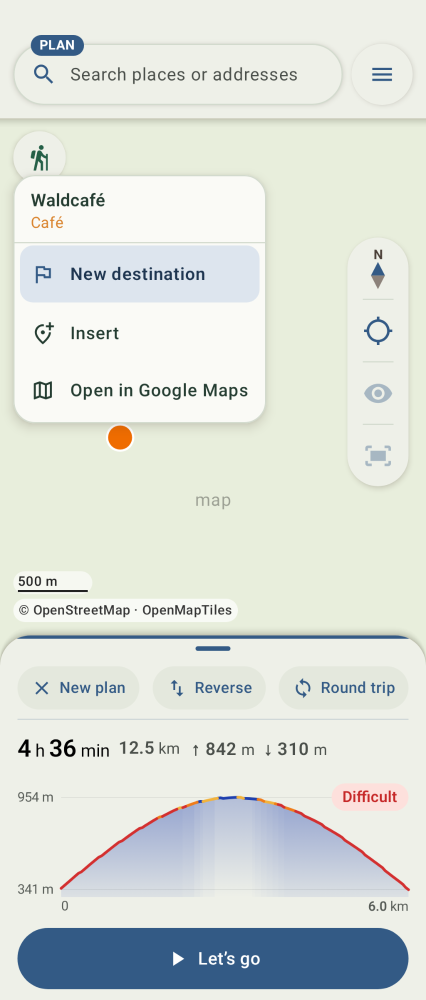 PLAN
Search places or addresses
Waldcafé
Café
New destination
Insert
Open in Google Maps
N
map
500 m
© OpenStreetMap · OpenMapTiles
New plan
Reverse
Round trip
4 h 36 min 12.5 km ↑ 842 m ↓ 310 m
954 m
Difficult
341 m
0
6.0 km
Let's go